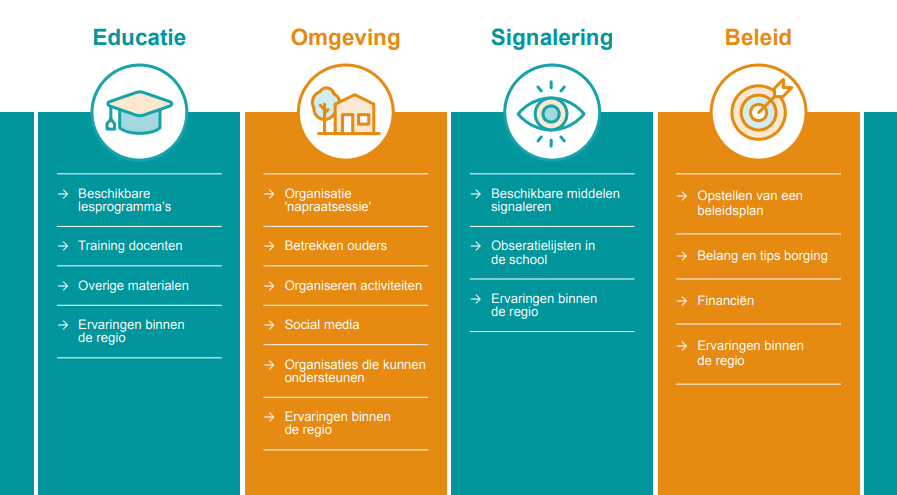 Educatie
Beschikbare
lesprogramma's
Training docenten
Overige materialen
Ervaringen binnen
de regio
Omgeving
Organisatie
'napraatsessie'
Betrekken ouders
Organiseren activiteiten
Social media
Organisaties die kunnen
ondersteunen
Ervaringen binnen
de regio
Signalering
Beschikbare middelen
signaleren
Obseratielijsten in
de school
Ervaringen binnen
de regio
Beleid
Opstellen van een
beleidsplan
Belang en tips borging
Financiën
Ervaringen binnen
de regio